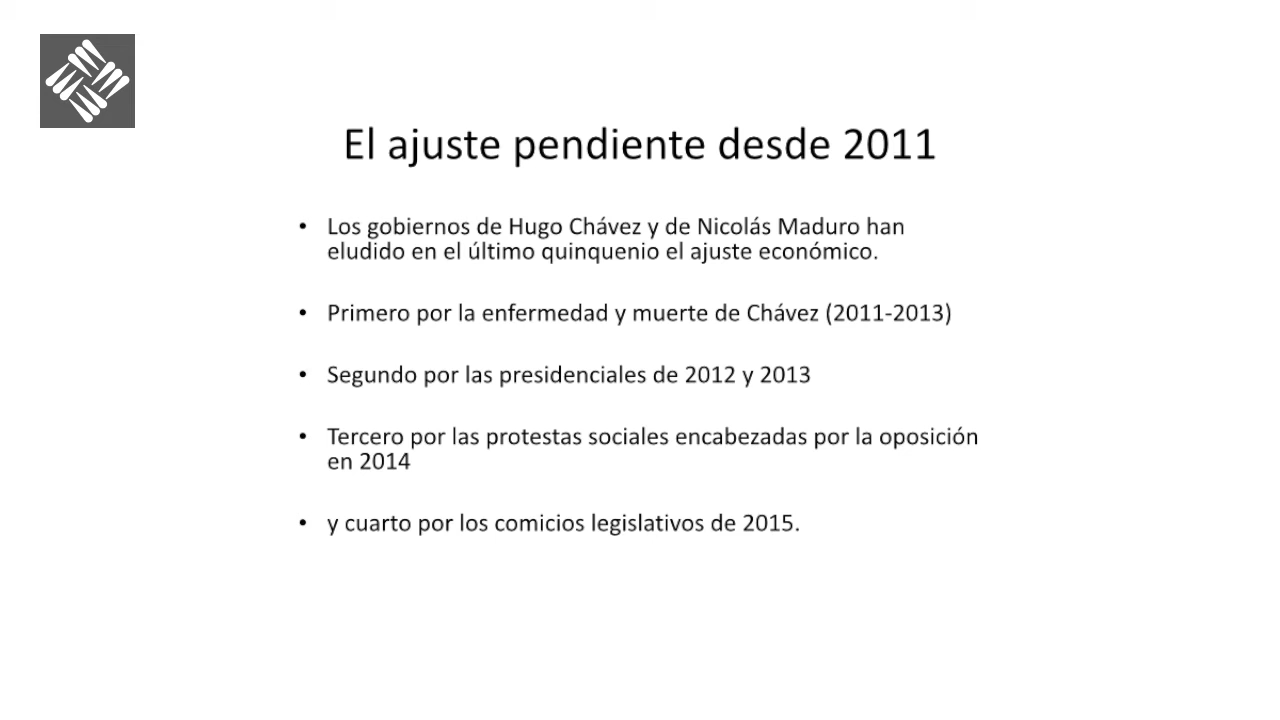 El ajuste pendiente desde 2011
• Los gobiernos de Hugo Chávez y de Nicolás Maduro han
eludido en el último quinquenio el ajuste económico.
• Primero por la enfermedad y muerte de Chávez (2011-2013)
• Segundo por las presidenciales de 2012 y 2013
• Tercero por las protestas sociales encabezadas por la oposición
en 2014
• y cuarto por los comicios legislativos de 2015.